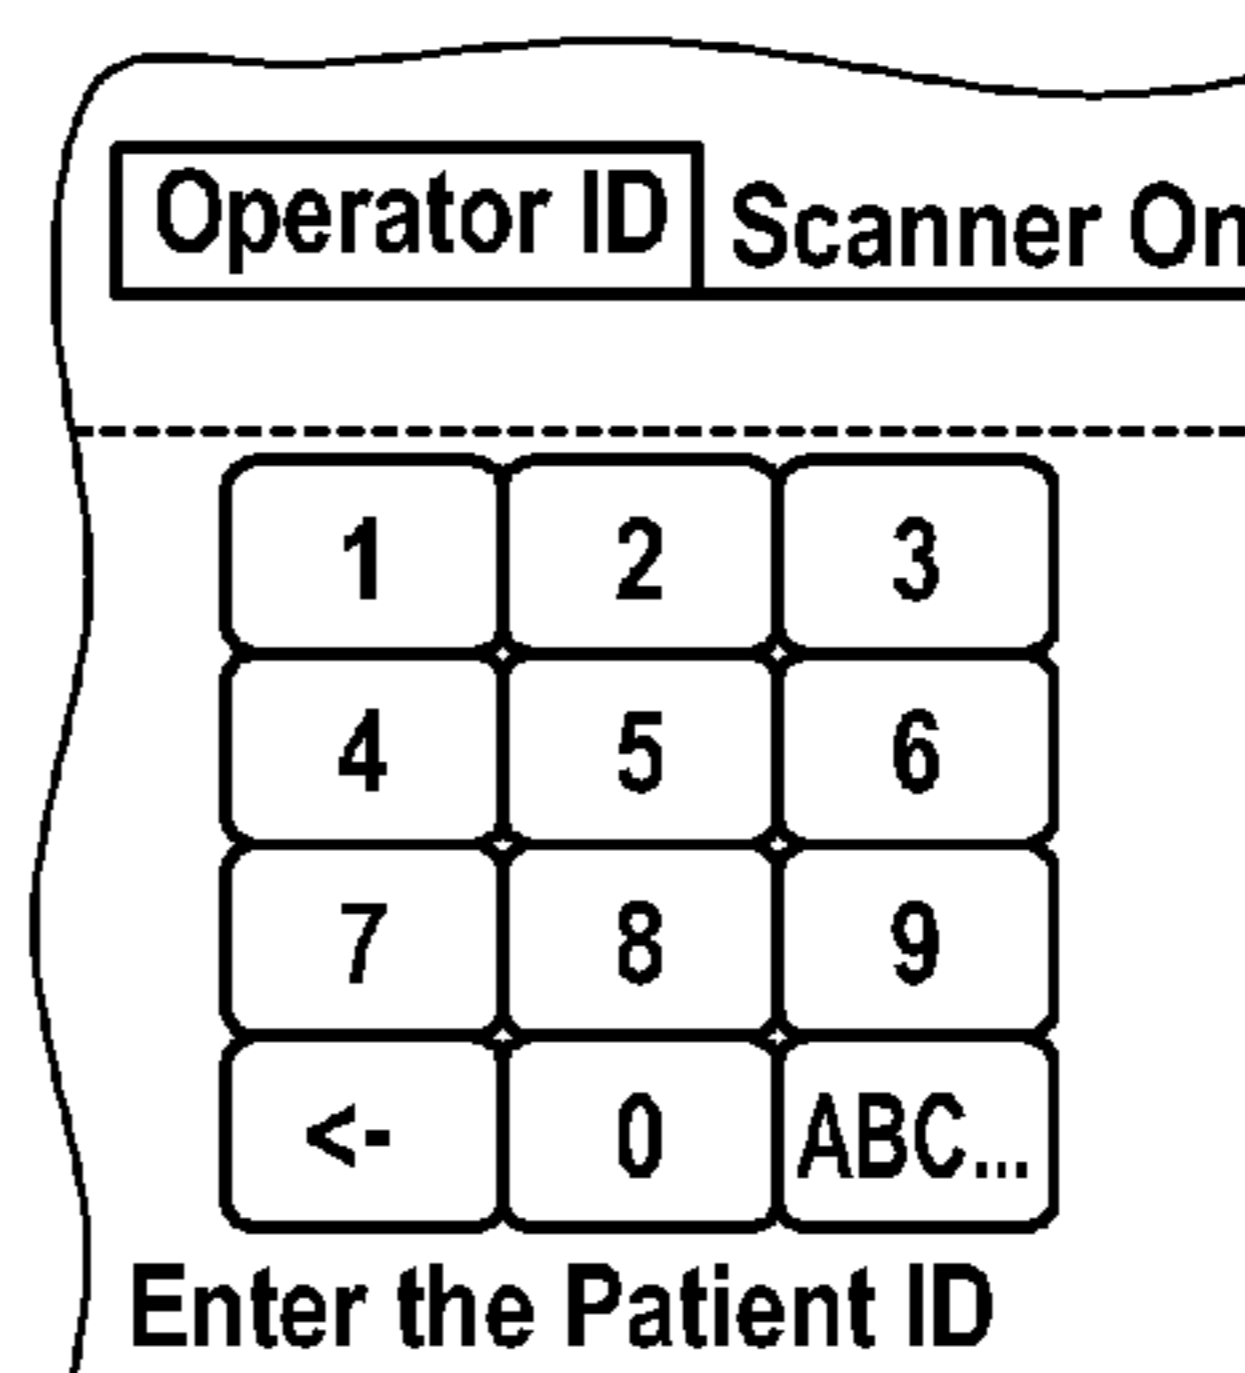 Operator ID Scanner On
1 2 3
4 5 6
7 8 9
<- 0 ABC...
Enter the Patient ID